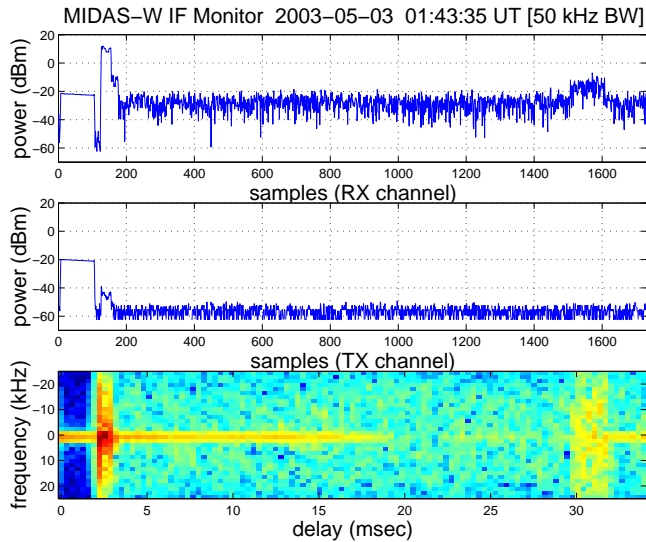 MIDAS−W IF Monitor 2003−05−03 01:43:35 UT [50 kHz BW]
power (dBm)
20
0
−20
−40
−60
0 200 400 600 800 1000 1200 1400 1600
samples (RX channel)
power (dBm)
20
0
−20
−40
−60
0 200 400 600 800 1000 1200 1400 1600
samples (TX channel)
frequency (kHz)
−20
−10
0
10
20
0 5 10 15 20 25 30
delay (msec)